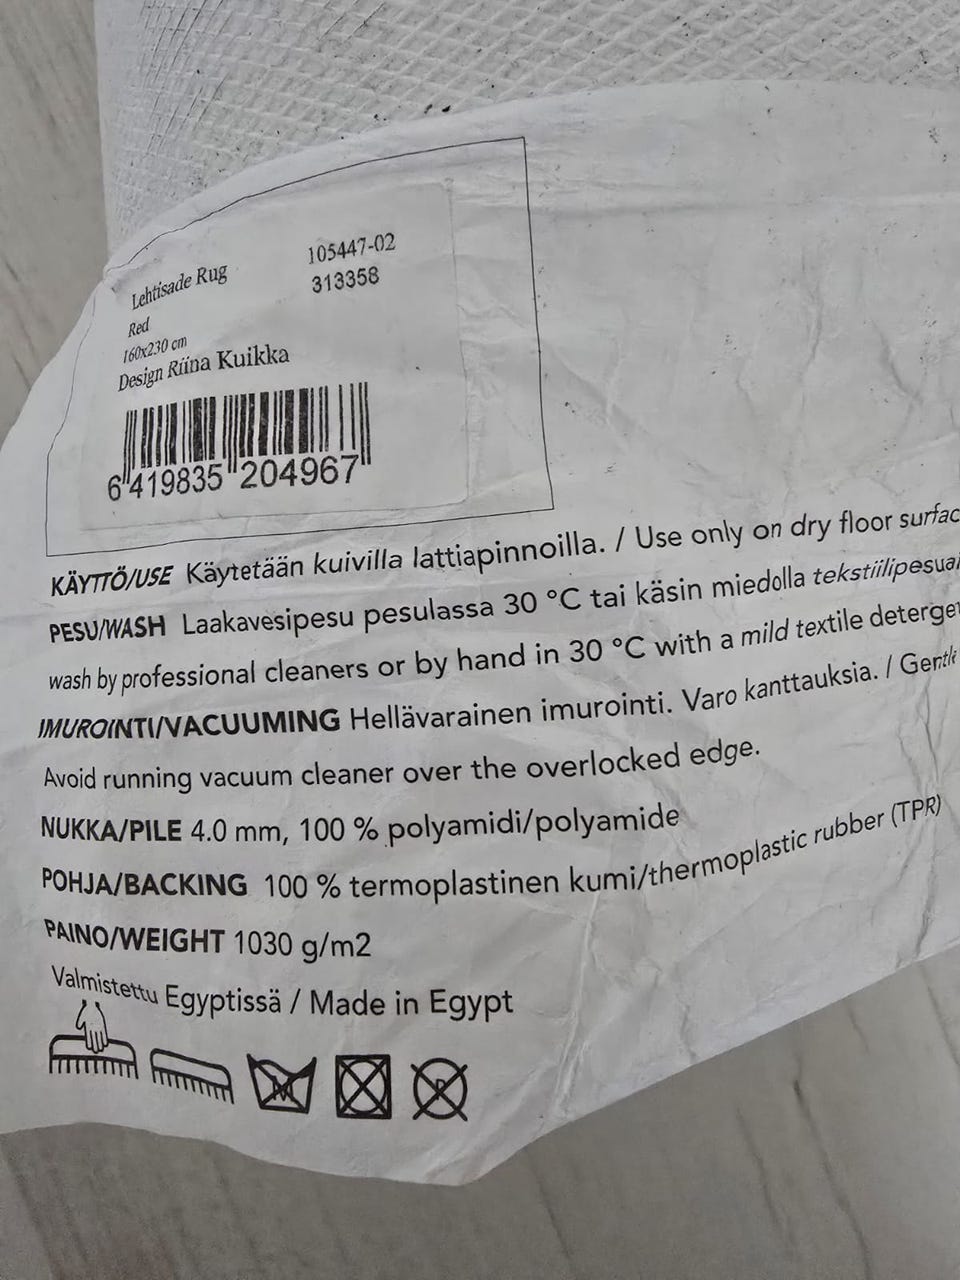 Lehtisade Rug 105447-02
Red 313358
160x230 cm
Design Riina Kuikka
6 419835 204967
KÄYTTÖ/USE Käytetään kuivilla lattiapinnoilla. / Use only on dry floor surfac
PESU/WASH Laakavesipesu pesulassa 30 °C tai käsin miedolla tekstiilipesuai
wash by professional cleaners or by hand in 30 °C with a mild textile deterge
IMUROINTI/VACUUMING Hellävarainen imurointi. Varo kanttauksia. / Gentle
Avoid running vacuum cleaner over the overlocked edge.
NUKKA/PILE 4.0 mm, 100 % polyamidi/polyamide
POHJA/BACKING 100 % termoplastinen kumi/thermoplastic rubber (TPR)
PAINO/WEIGHT 1030 g/m2
Valmistettu Egyptissä / Made in Egypt